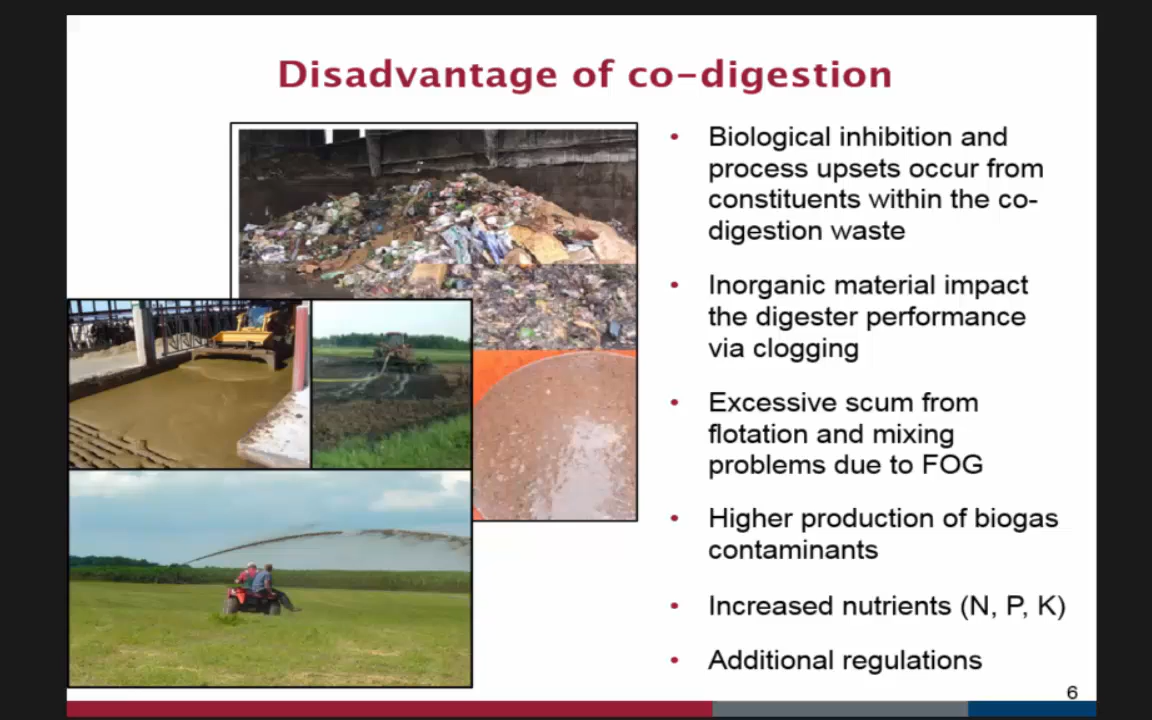 Disadvantage of co-digestion
• Biological inhibition and
process upsets occur from
constituents within the co-
digestion waste
• Inorganic material impact
the digester performance
via clogging
• Excessive scum from
flotation and mixing
problems due to FOG
• Higher production of biogas
contaminants
• Increased nutrients (N, P, K)
• Additional regulations
6